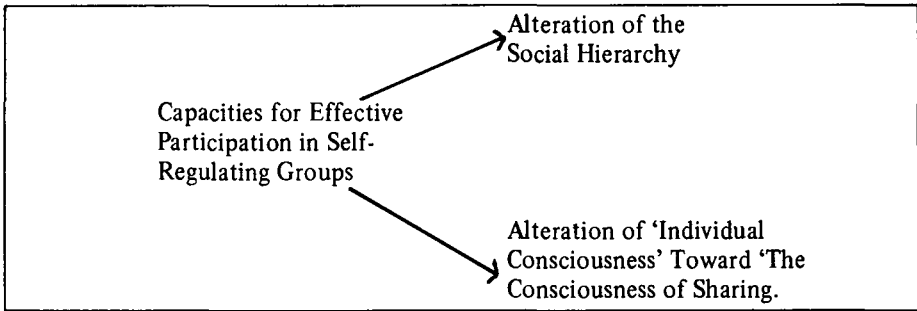 Alteration of the
Social Hierarchy
Capacities for Effective
Participation in Self-
Regulating Groups
Alteration of ‘Individual
Consciousness’ Toward ‘The
Consciousness of Sharing.